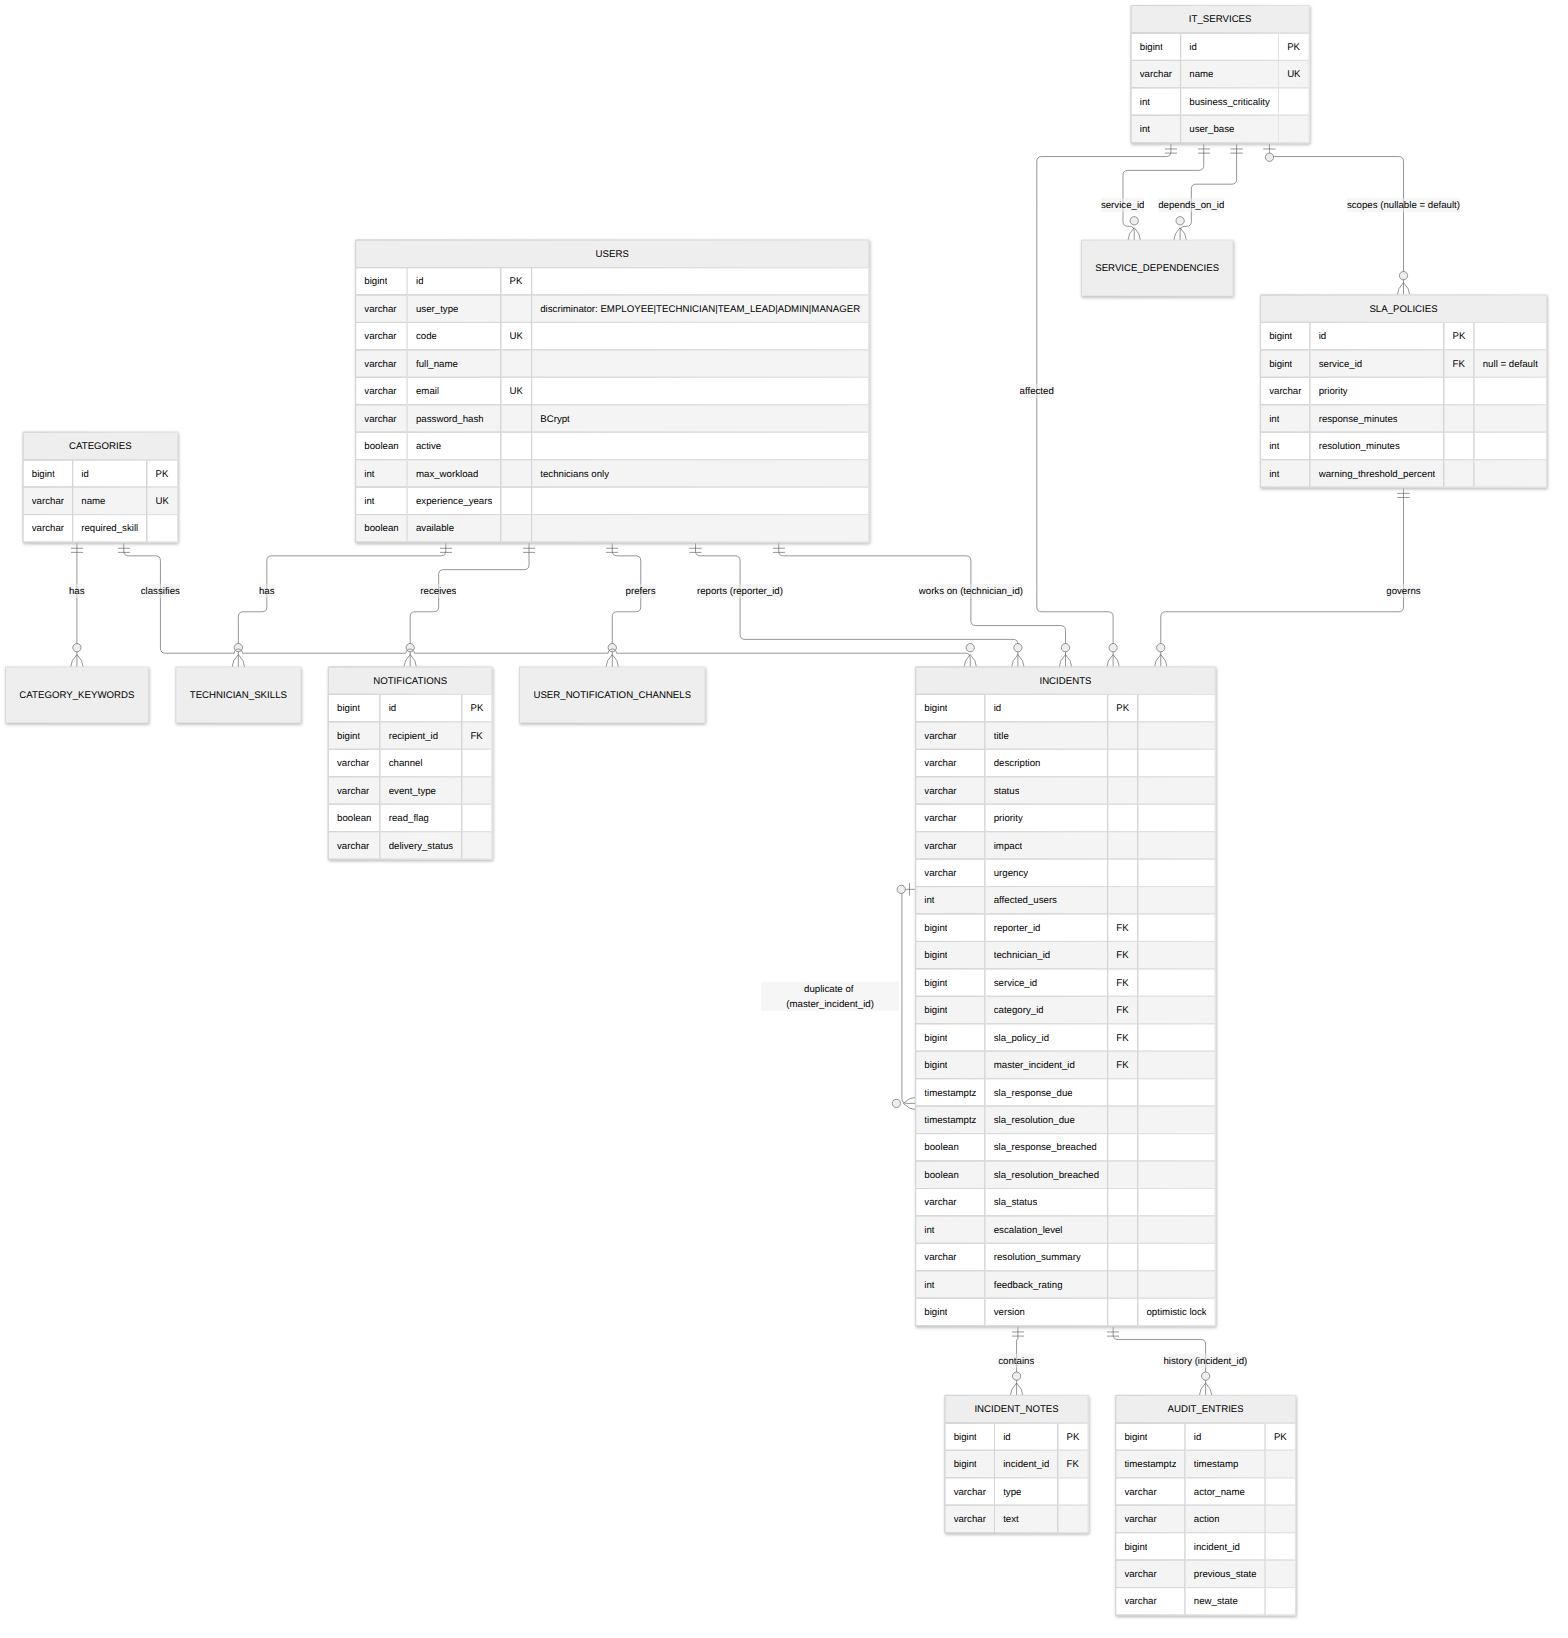 IT_SERVICES
bigint id PK
varchar name UK
int business_criticality
int user_base
service_id
depends_on_id
scopes (nullable = default)
SERVICE_DEPENDENCIES
USERS
bigint id PK
varchar user_type discriminator: EMPLOYEE|TECHNICIAN|TEAM_LEAD|ADMIN|MANAGER
varchar code UK
varchar full_name
varchar email UK
varchar password_hash BCrypt
boolean active
int max_workload technicians only
int experience_years
boolean available
SLA_POLICIES
bigint id PK
bigint service_id FK null = default
varchar priority
int response_minutes
int resolution_minutes
int warning_threshold_percent
affected
CATEGORIES
bigint id PK
varchar name UK
varchar required_skill
has
classifies
has
receives
prefers
reports (reporter_id)
works on (technician_id)
governs
CATEGORY_KEYWORDS
TECHNICIAN_SKILLS
NOTIFICATIONS
bigint id PK
bigint recipient_id FK
varchar channel
varchar event_type
boolean read_flag
varchar delivery_status
USER_NOTIFICATION_CHANNELS
INCIDENTS
bigint id PK
varchar title
varchar description
varchar status
varchar priority
varchar impact
varchar urgency
int affected_users
bigint reporter_id FK
bigint technician_id FK
bigint service_id FK
bigint category_id FK
bigint sla_policy_id FK
bigint master_incident_id FK
timestamptz sla_response_due
timestamptz sla_resolution_due
boolean sla_response_breached
boolean sla_resolution_breached
varchar sla_status
int escalation_level
varchar resolution_summary
int feedback_rating
bigint version optimistic lock
duplicate of
(master_incident_id)
contains
history (incident_id)
INCIDENT_NOTES
bigint id PK
bigint incident_id FK
varchar type
varchar text
AUDIT_ENTRIES
bigint id PK
timestamptz timestamp
varchar actor_name
varchar action
bigint incident_id
varchar previous_state
varchar new_state